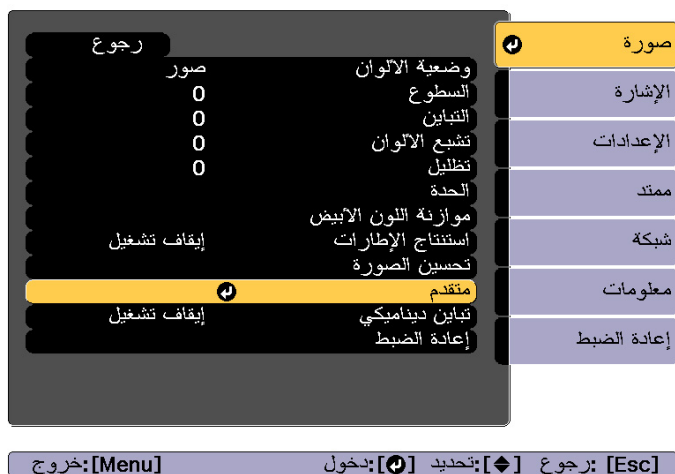 رجوع
وضعية الألوان صور
السطوع 0
التباين 0
تشبع الألوان 0
تظليل 0
الحدة
موازنة اللون الأبيض
استنتاج الإطارات إيقاف تشغيل
تحسين الصورة
متقدم
تباين ديناميكي إيقاف تشغيل
إعادة الضبط
صورة
الإشارة
الإعدادات
ممتد
شبكة
معلومات
إعادة الضبط
[Esc] :رجوع [◆]:تحديد [↵]:دخول [Menu]:خروج